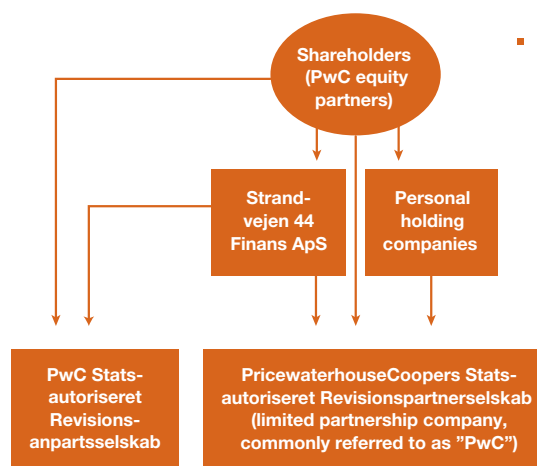 Shareholders
(PwC equity
partners)
Strand-
vejen 44
Finans ApS
Personal
holding
companies
PwC Stats-
autoriseret
Revisions-
anpartsselskab
PricewaterhouseCoopers Stats-
autoriseret Revisionspartnerselskab
(limited partnership company,
commonly referred to as ”PwC”)